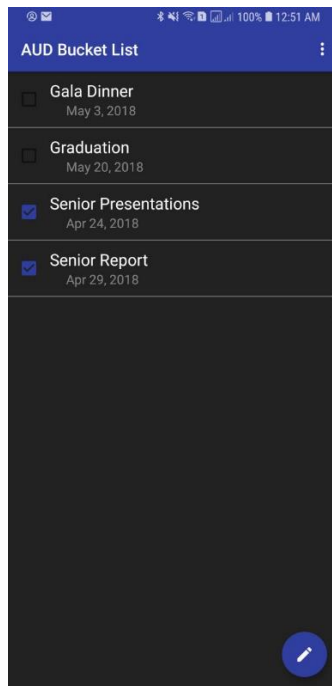 100% 12:51 AM
AUD Bucket List
Gala Dinner
May 3, 2018
Graduation
May 20, 2018
Senior Presentations
Apr 24, 2018
Senior Report
Apr 29, 2018